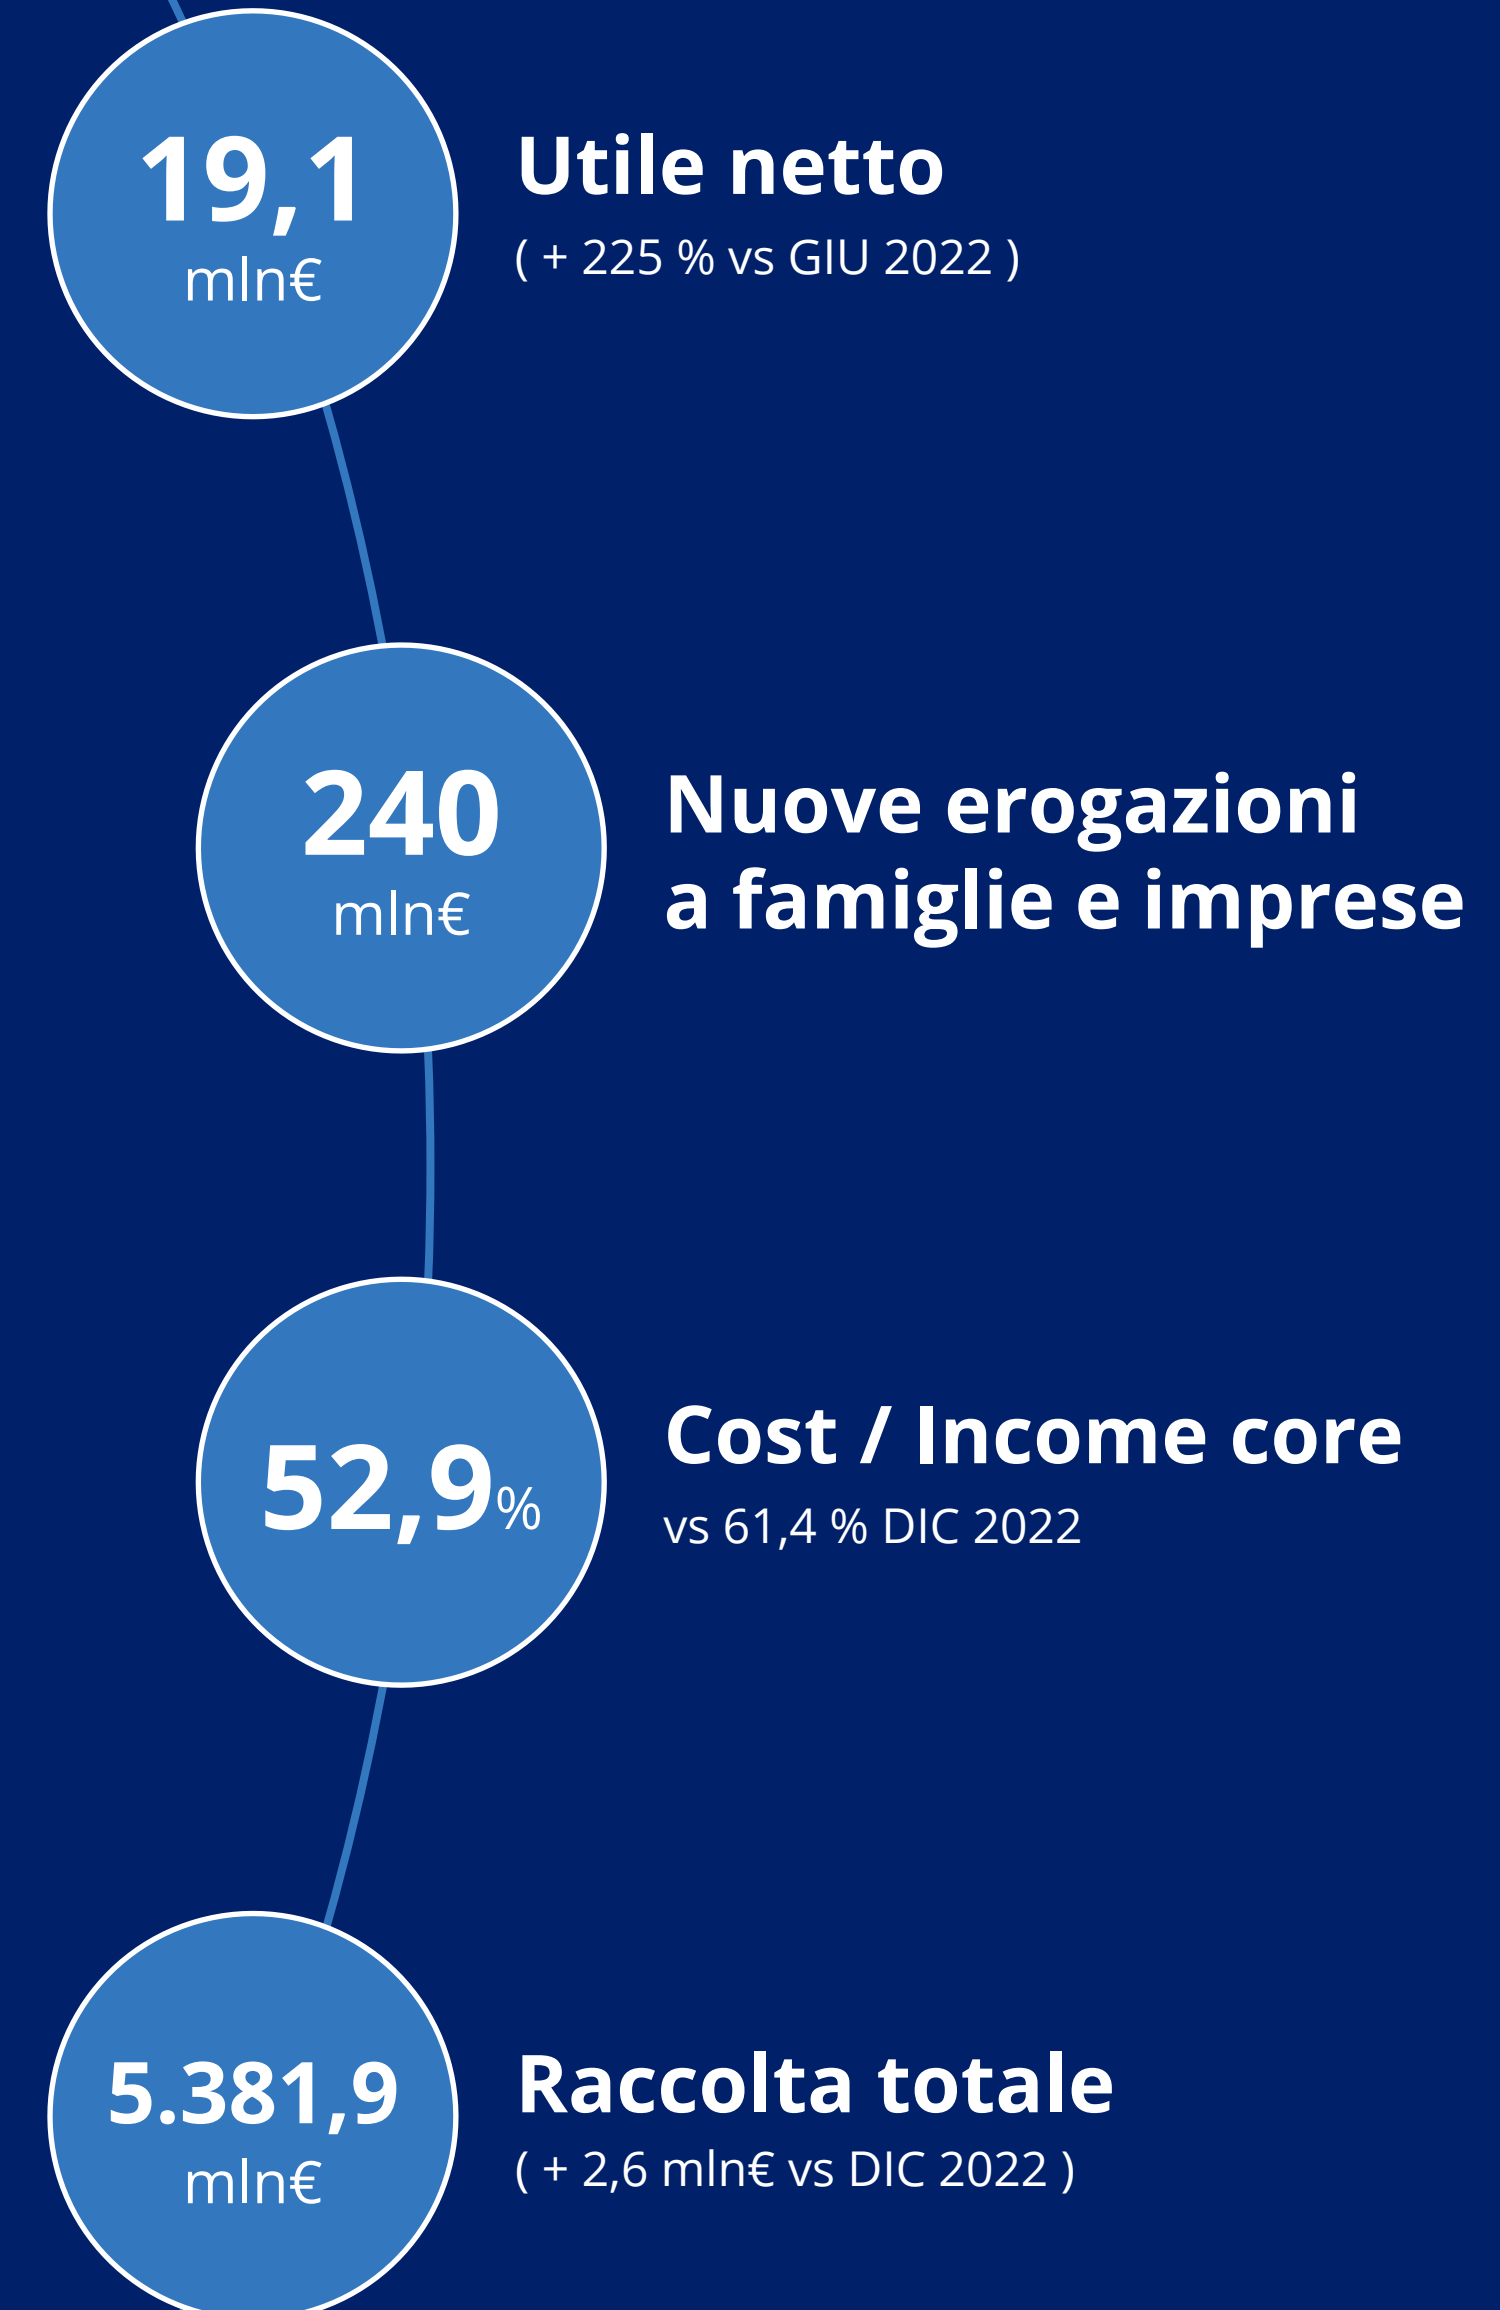 19,1
mln€
Utile netto
( + 225 % vs GIU 2022 )
240
mln€
Nuove erogazioni
a famiglie e imprese
52,9%
Cost / Income core
vs 61,4 % DIC 2022
5.381,9
mln€
Raccolta totale
( + 2,6 mln€ vs DIC 2022 )